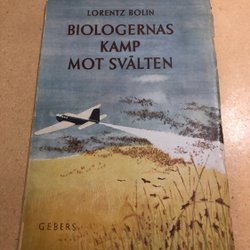 LORENTZ BOLIN
BIOLOGERNAS
KAMP
MOT SVÄLTEN
GEBERS